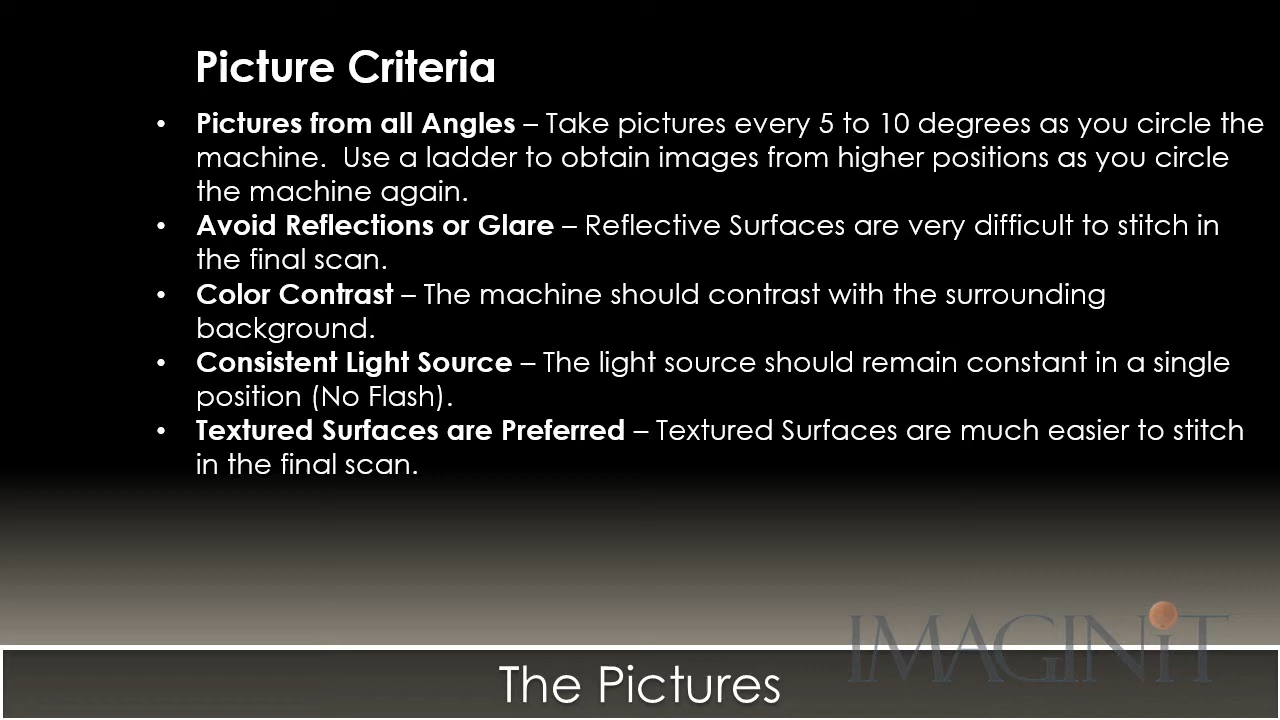 Picture Criteria
• Pictures from all Angles – Take pictures every 5 to 10 degrees as you circle the
machine.  Use a ladder to obtain images from higher positions as you circle
the machine again.
• Avoid Reflections or Glare – Reflective Surfaces are very difficult to stitch in
the final scan.
• Color Contrast – The machine should contrast with the surrounding
background.
• Consistent Light Source – The light source should remain constant in a single
position (No Flash).
• Textured Surfaces are Preferred – Textured Surfaces are much easier to stitch
in the final scan.
IMAGINiT
The Pictures